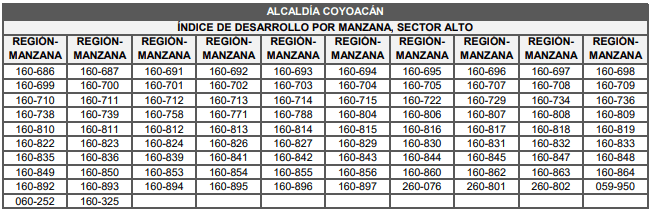 ALCALDÍA COYOACÁN
ÍNDICE DE DESARROLLO POR MANZANA, SECTOR ALTO
REGIÓN- REGIÓN- REGIÓN- REGIÓN- REGIÓN- REGIÓN- REGIÓN- REGIÓN- REGIÓN- REGIÓN-
MANZANA MANZANA MANZANA MANZANA MANZANA MANZANA MANZANA MANZANA MANZANA MANZANA
160-686 160-687 160-691 160-692 160-693 160-694 160-695 160-696 160-697 160-698
160-699 160-700 160-701 160-702 160-703 160-704 160-705 160-707 160-708 160-709
160-710 160-711 160-712 160-713 160-714 160-715 160-722 160-729 160-734 160-736
160-738 160-739 160-758 160-771 160-788 160-804 160-806 160-807 160-808 160-809
160-810 160-811 160-812 160-813 160-814 160-815 160-816 160-817 160-818 160-819
160-822 160-823 160-824 160-826 160-827 160-829 160-830 160-831 160-832 160-833
160-835 160-836 160-839 160-841 160-842 160-843 160-844 160-845 160-847 160-848
160-849 160-850 160-853 160-854 160-855 160-856 160-860 160-862 160-863 160-864
160-892 160-893 160-894 160-895 160-896 160-897 260-076 260-801 260-802 059-950
060-252 160-325